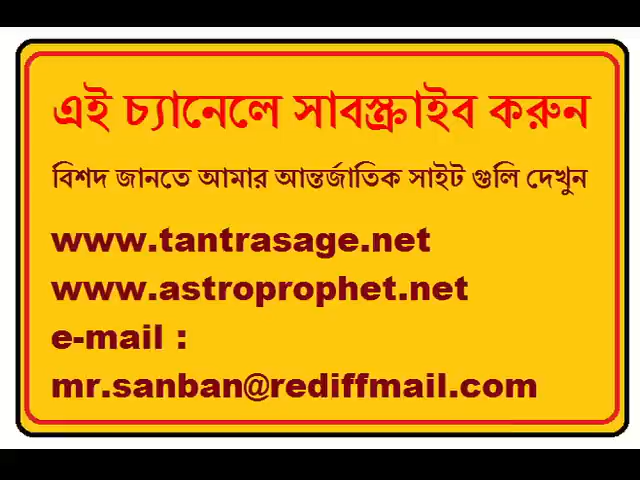 এই চ্যানেলে সাবস্ক্রাইব করুন
বিশদ জানতে আমার আন্তর্জাতিক সাইট গুলি দেখুন
www.tantrasage.net
www.astroprophet.net
e-mail :
mr.sanban@rediffmail.com